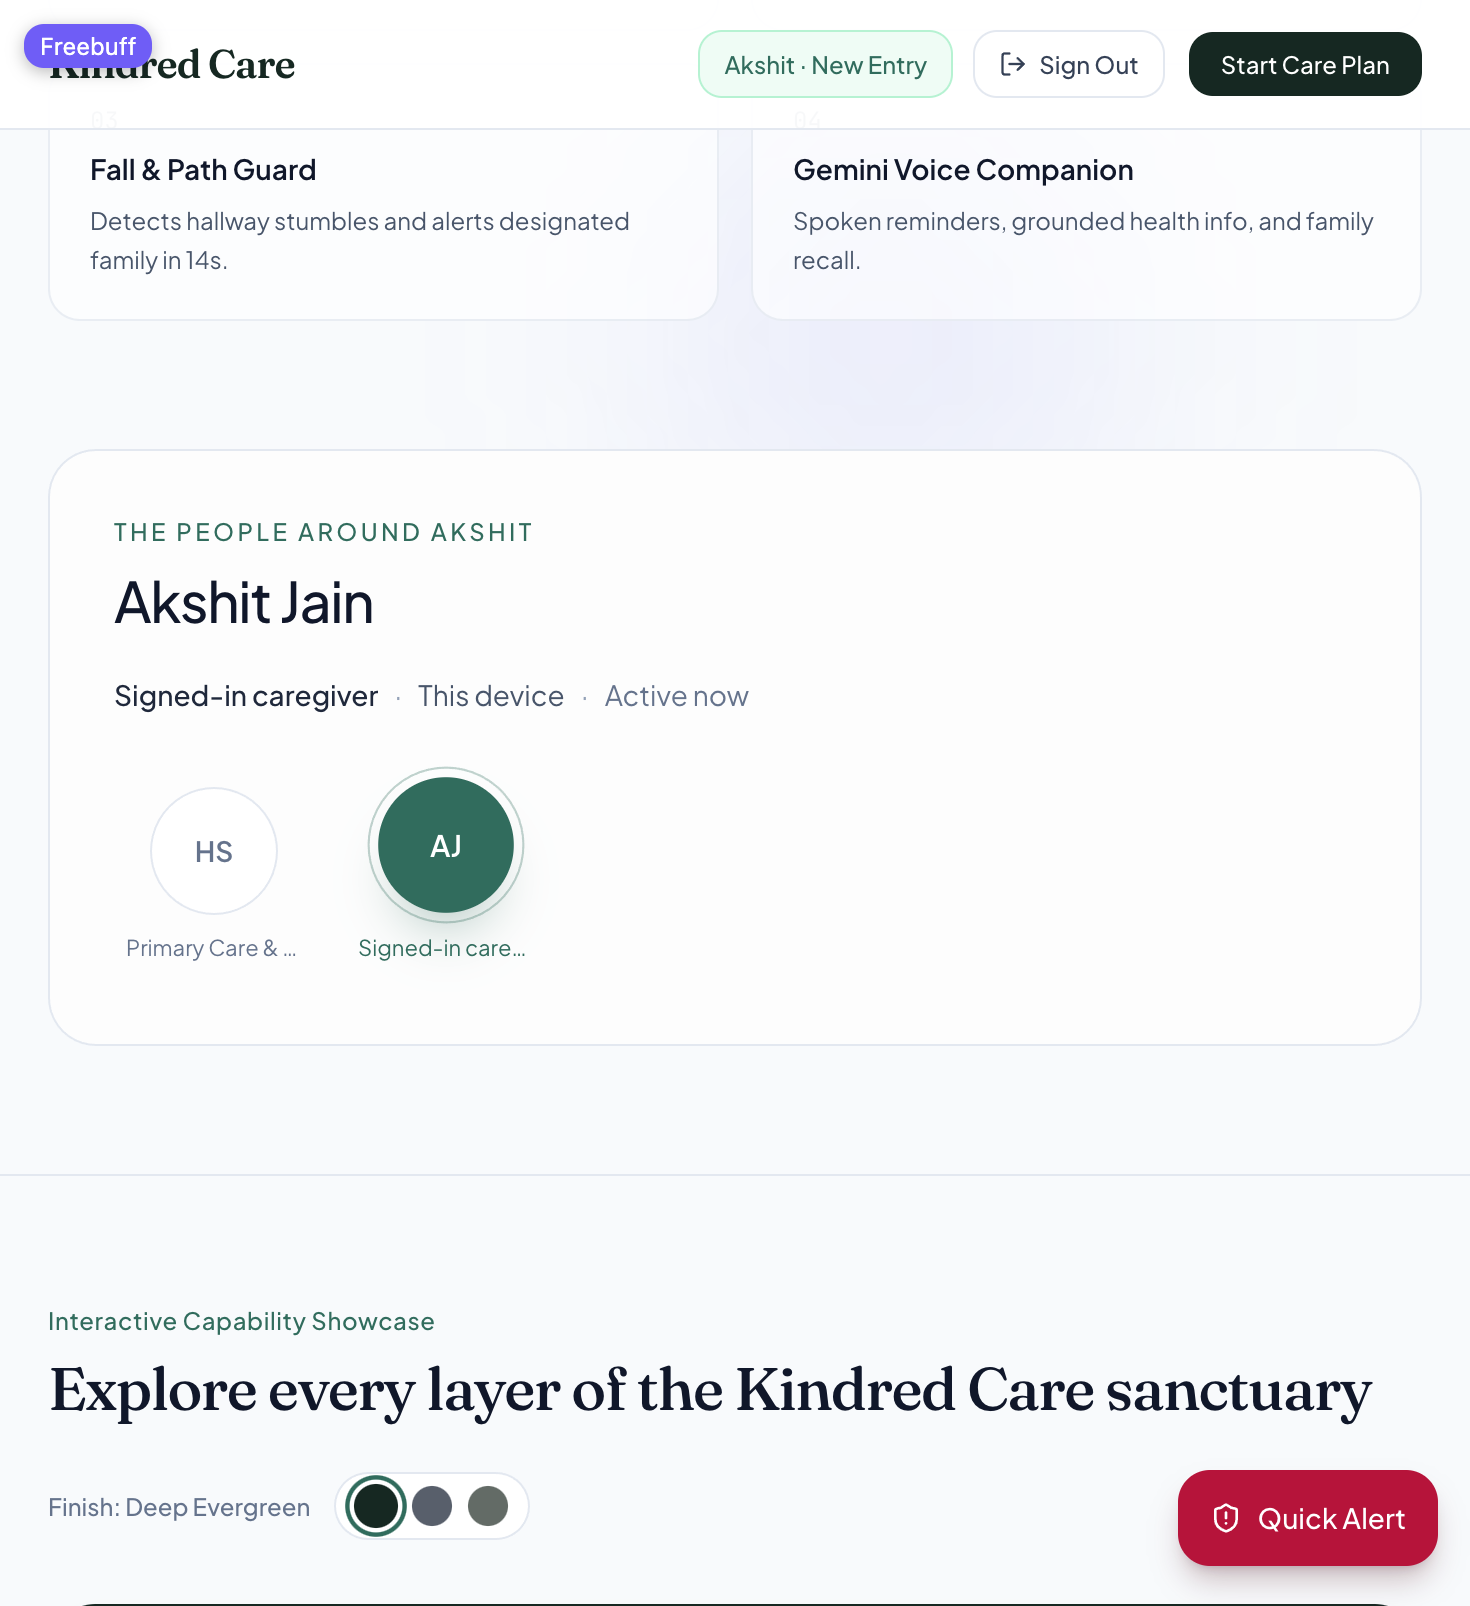 Freebuff
Kindred Care
Akshit · New Entry
Sign Out
Start Care Plan
03
04
Fall & Path Guard
Detects hallway stumbles and alerts designated
family in 14s.
Gemini Voice Companion
Spoken reminders, grounded health info, and family
recall.
THE PEOPLE AROUND AKSHIT
Akshit Jain
Signed-in caregiver · This device · Active now
HS
AJ
Primary Care & ...
Signed-in care...
Interactive Capability Showcase
Explore every layer of the Kindred Care sanctuary
Finish: Deep Evergreen
Quick Alert